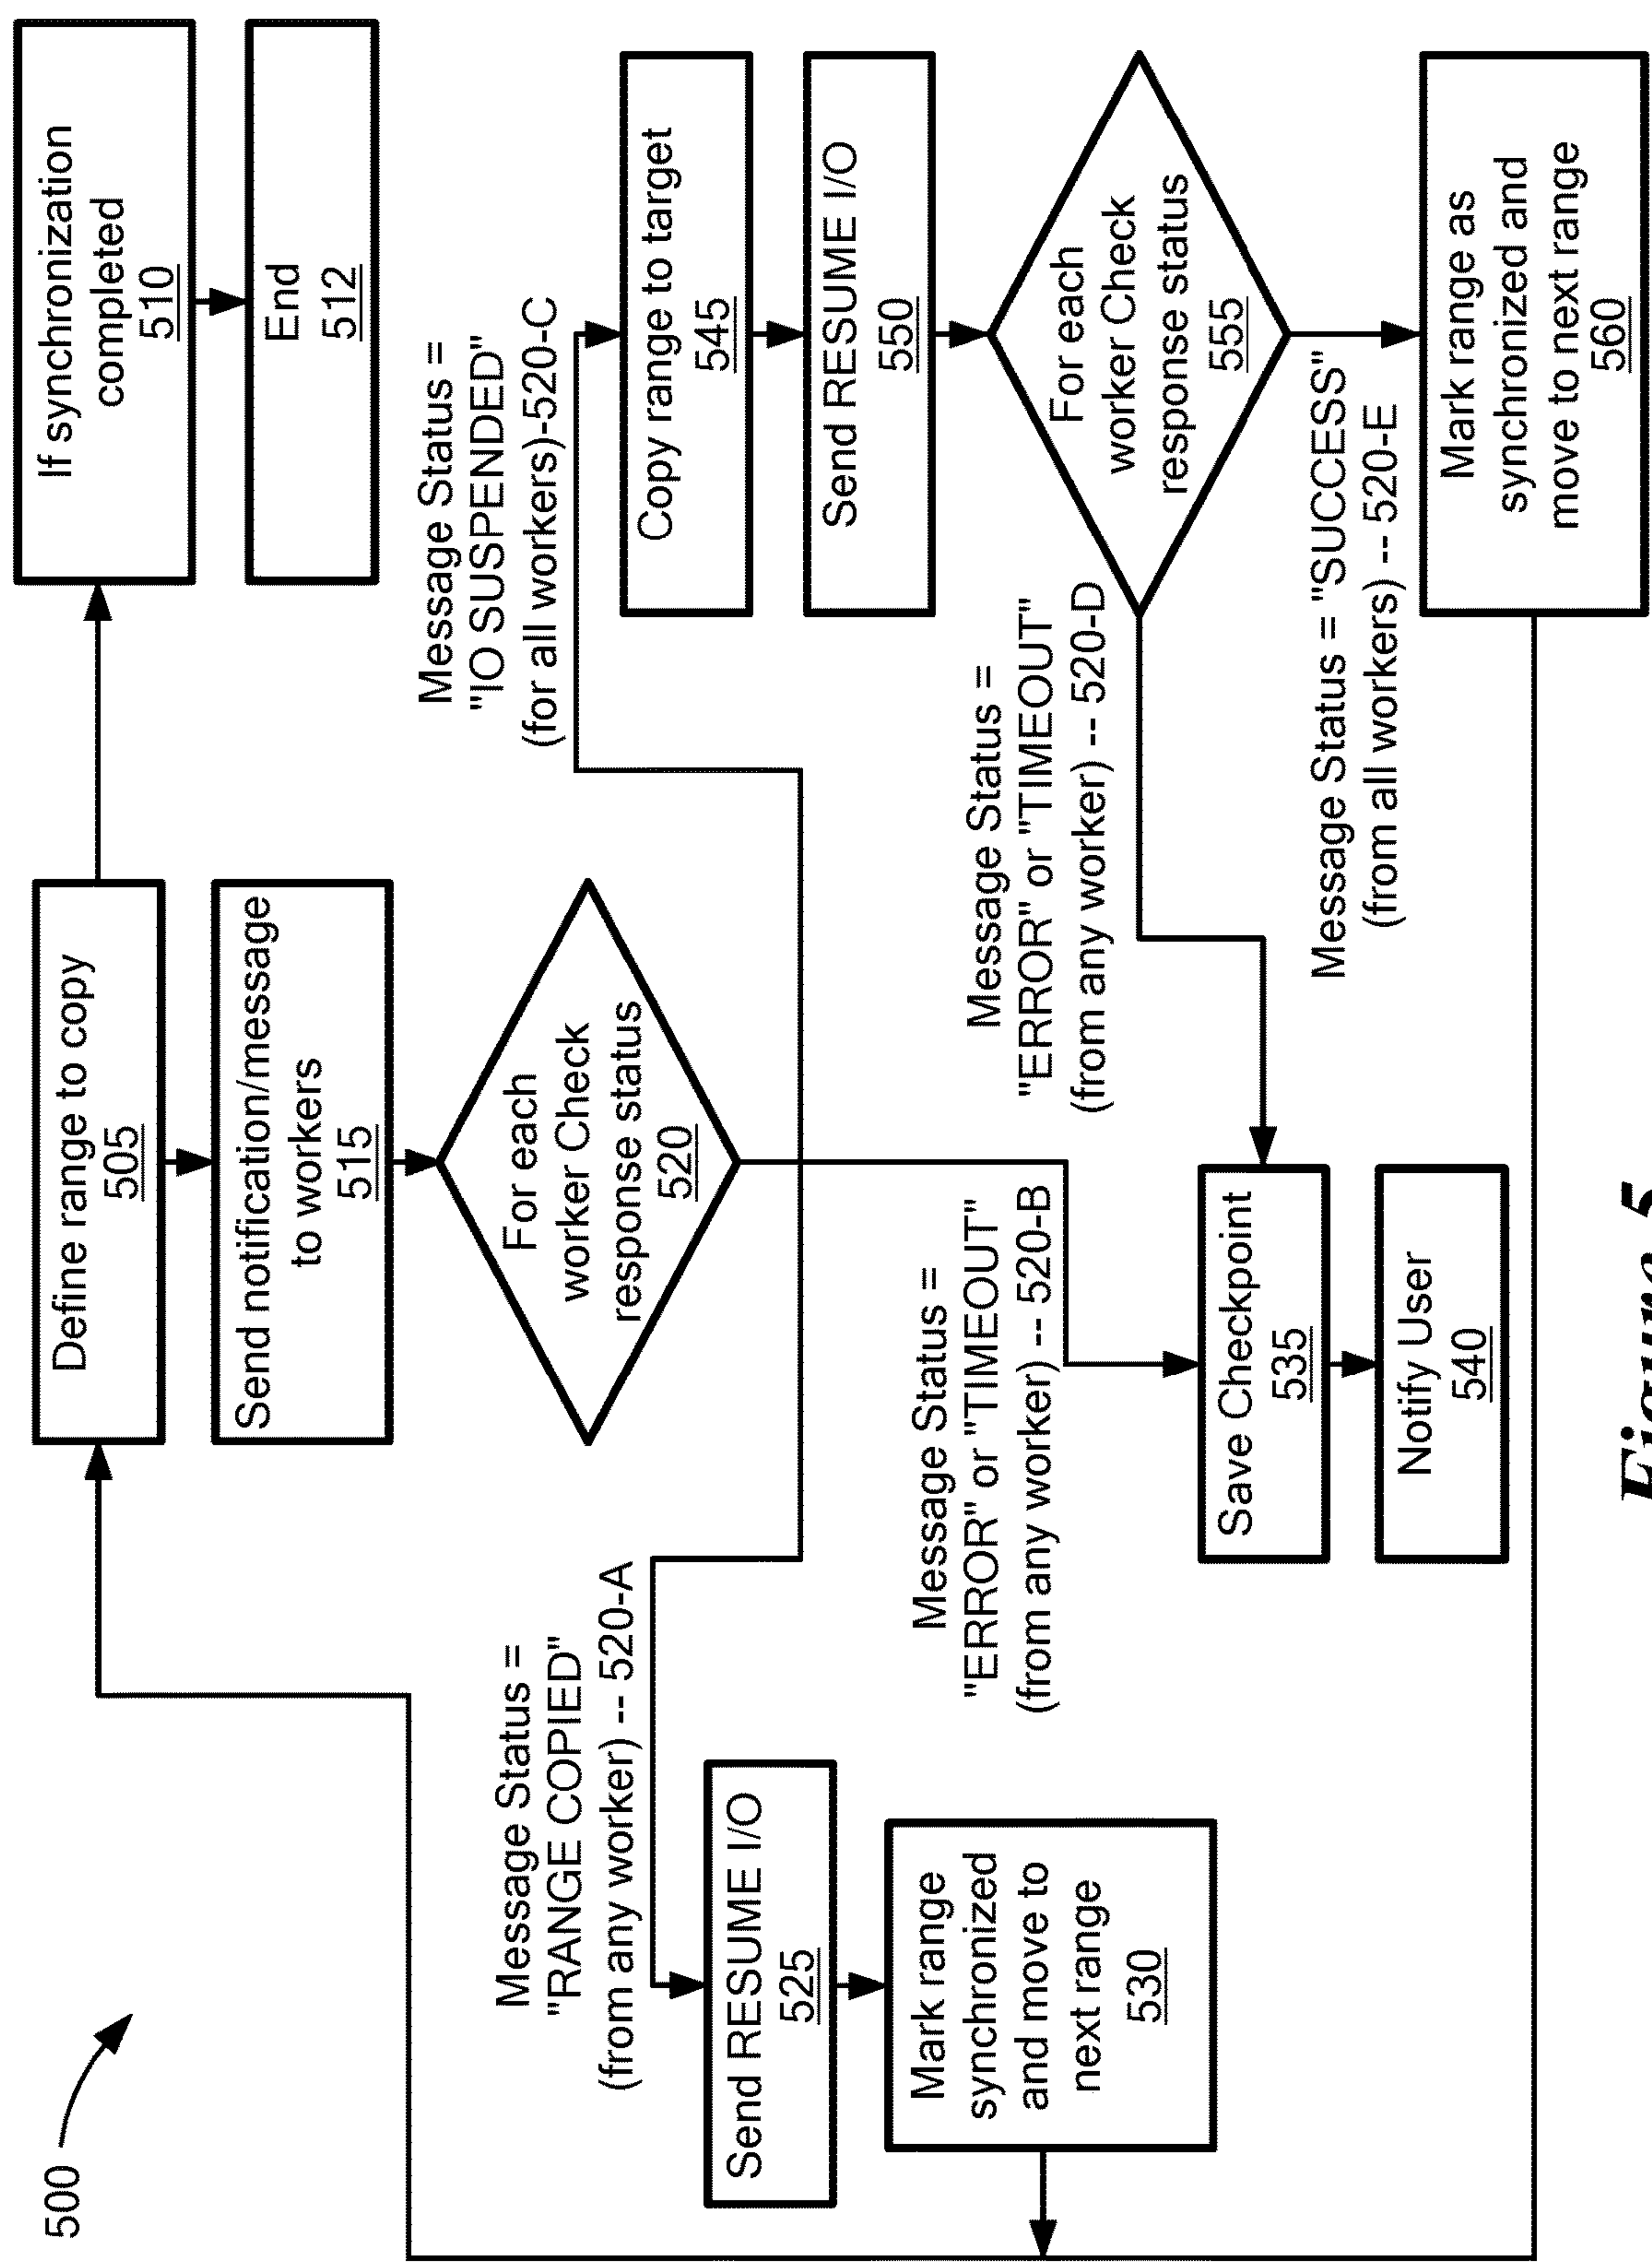 500
Define range to copy
505
If synchronization
completed
510
End
512
Send notification/message
to workers
515
For each
worker Check
response status
520
Message Status =
"RANGE COPIED"
(from any worker) -- 520-A
Send RESUME I/O
525
Mark range
synchronized
and move to
next range
530
Message Status =
"ERROR" or "TIMEOUT"
(from any worker) -- 520-B
Save Checkpoint
535
Notify User
540
Message Status =
"IO SUSPENDED"
(for all workers)-520-C
Copy range to target
545
Send RESUME I/O
550
For each
worker Check
response status
555
Message Status =
"ERROR" or "TIMEOUT"
(from any worker) -- 520-D
Message Status = "SUCCESS"
(from all workers) -- 520-E
Mark range as
synchronized and
move to next range
560
Figure 5